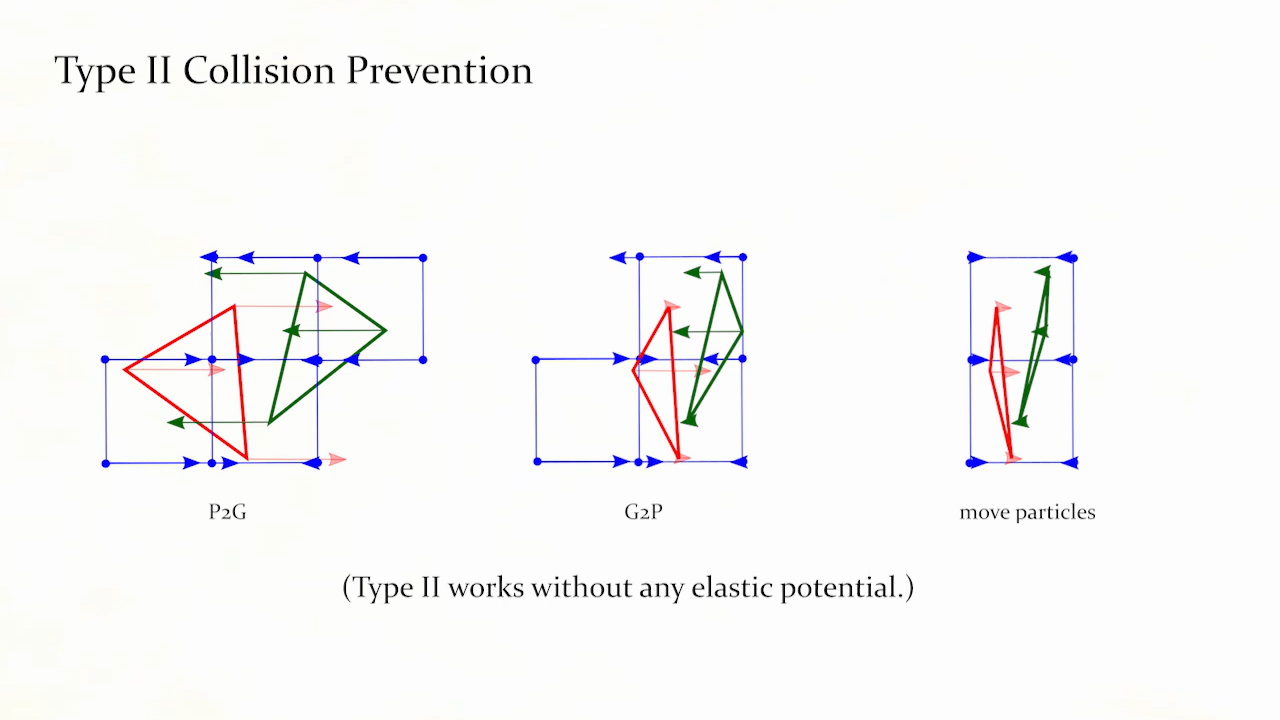 Type II Collision Prevention
P2G
G2P
move particles
(Type II works without any elastic potential.)